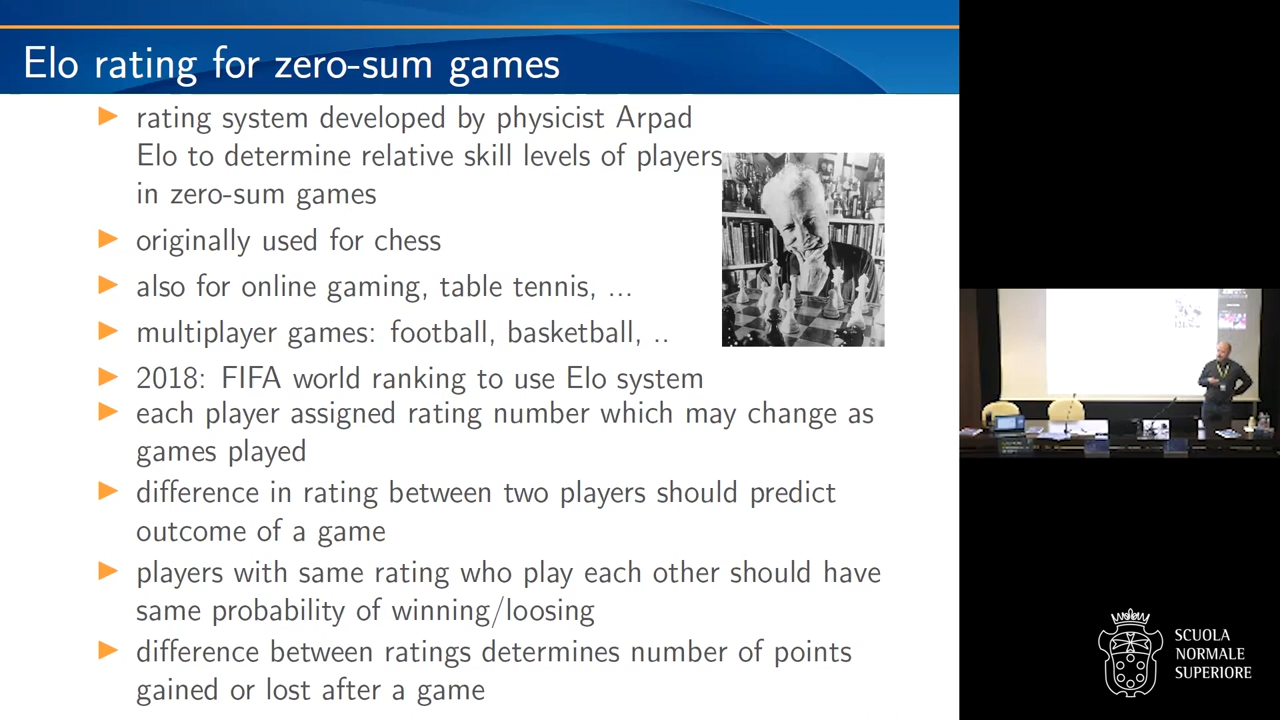 Elo rating for zero-sum games
rating system developed by physicist Arpad
Elo to determine relative skill levels of players
in zero-sum games
originally used for chess
also for online gaming, table tennis, ...
multiplayer games: football, basketball, ..
2018: FIFA world ranking to use Elo system
each player assigned rating number which may change as
games played
difference in rating between two players should predict
outcome of a game
players with same rating who play each other should have
same probability of winning/loosing
difference between ratings determines number of points
gained or lost after a game
SCUOLA
NORMALE
SUPERIORE